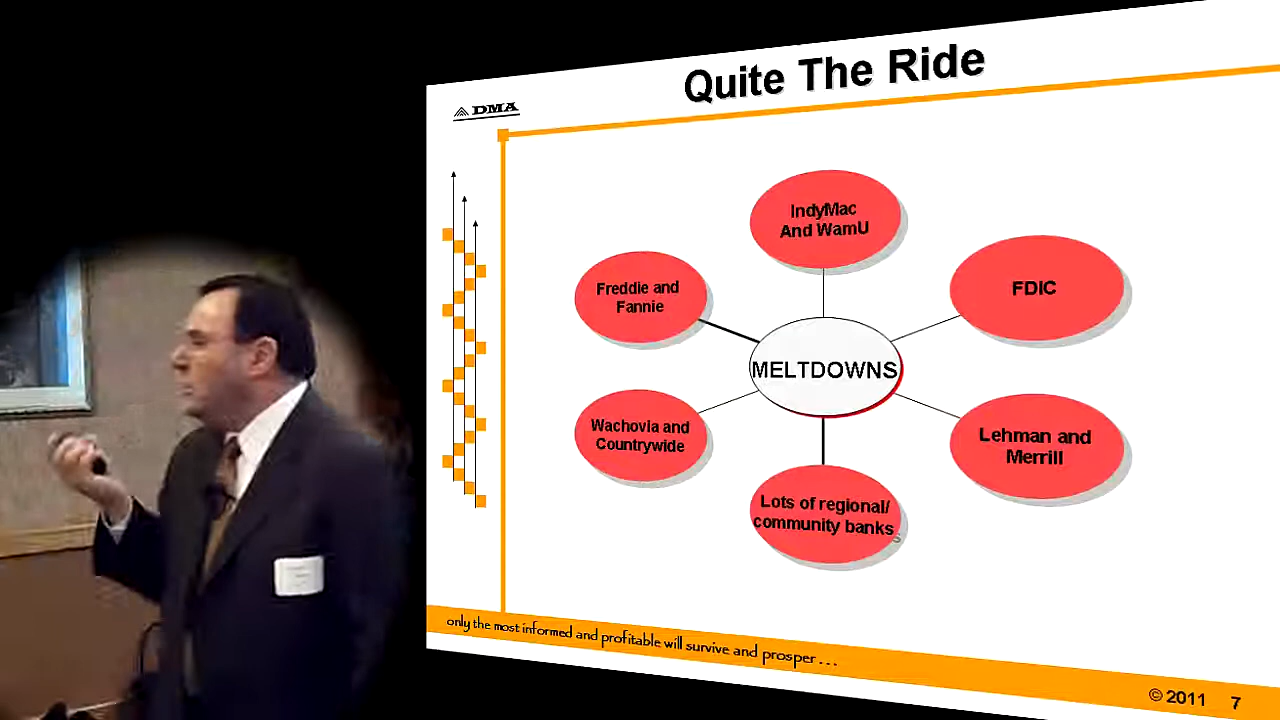 Quite The Ride
DMA
IndyMac
And WamU
Freddie and
Fannie
FDIC
MELTDOWNS
Wachovia and
Countrywide
Lehman and
Merrill
Lots of regional/
community banks
only the most informed and profitable will survive and prosper . . .
© 2011 7